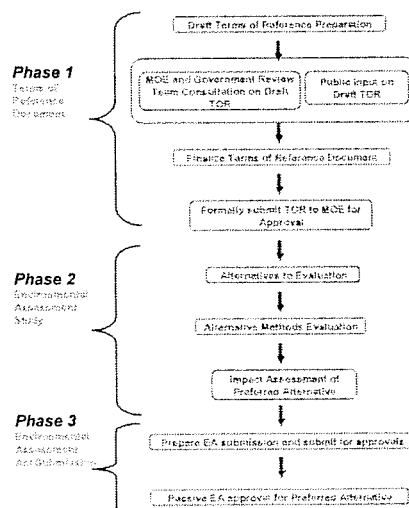 Draft Terms of Reference Preparation
Phase 1
Terms of
Reference
Document
MOE and Government Review
Team Consultation on Draft
TOR
Public Input on
Draft TOR
Finalize Terms of Reference Document
Formally submit TOR to MOE for
Approval
Phase 2
Environmental
Assessment
Study
Alternatives to Evaluation
Alternative Methods Evaluation
Impact Assessment of
Preferred Alternative
Phase 3
Environmental
Assessment
Act Submission
Prepare EA submission and submit for approvals
Receive EA approval for Preferred Alternative